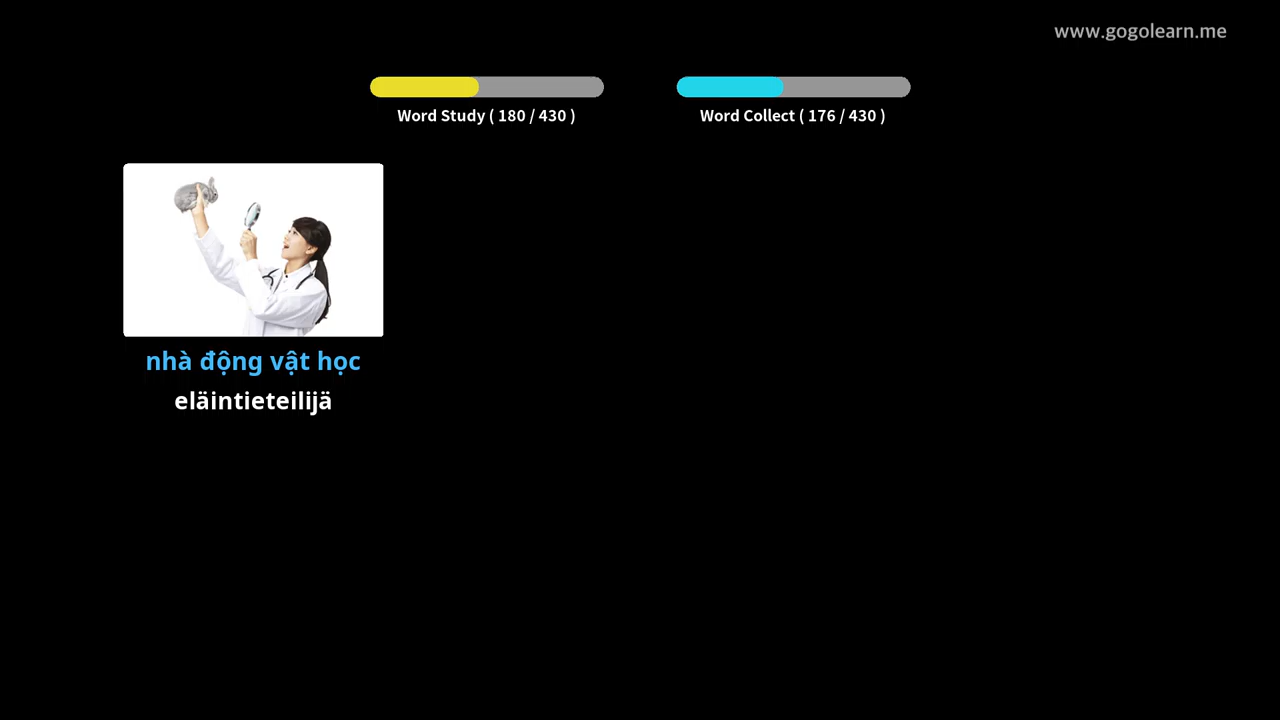 www.gogolearn.me
Word Study ( 180 / 430 )
Word Collect ( 176 / 430 )
nhà động vật học
eläintieteilijä